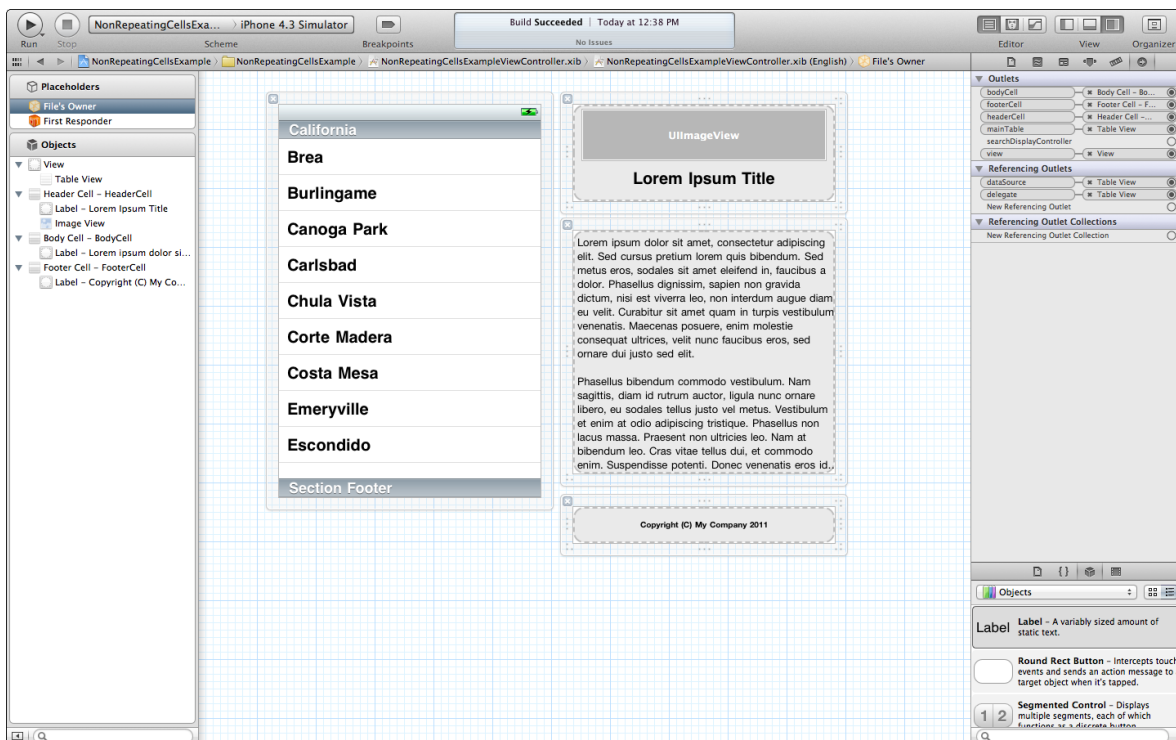 NonRepeatingCellsExa... iPhone 4.3 Simulator
Build Succeeded | Today at 12:38 PM
No Issues
Run Stop Scheme Breakpoints Editor View Organizer
NonRepeatingCellsExample NonRepeatingCellsExample NonRepeatingCellsExampleViewController.xib NonRepeatingCellsExampleViewController.xib (English) File's Owner
Placeholders
File's Owner
First Responder
Objects
View
Table View
Header Cell – HeaderCell
Label – Lorem Ipsum Title
Image View
Body Cell – BodyCell
Label – Lorem ipsum dolor si...
Footer Cell – FooterCell
Label – Copyright (C) My Co...
California
Brea
Burlingame
Canoga Park
Carlsbad
Chula Vista
Corte Madera
Costa Mesa
Emeryville
Escondido
Section Footer
UIImageView
Lorem Ipsum Title
Lorem ipsum dolor sit amet, consectetur adipiscing
elit. Sed cursus pretium lorem quis bibendum. Sed
metus eros, sodales sit amet eleifend in, faucibus a
dolor. Phasellus dignissim, sapien non gravida
dictum, nisi est viverra leo, non interdum augue diam
eu velit. Curabitur sit amet quam in turpis vestibulum
venenatis. Maecenas posuere, enim molestie
consequat ultrices, velit nunc faucibus eros, sed
ornare dui justo sed elit.
Phasellus bibendum commodo vestibulum. Nam
sagittis, diam id rutrum auctor, ligula nunc ornare
libero, eu sodales tellus justo vel metus. Vestibulum
et enim at odio adipiscing tristique. Phasellus non
lacus massa. Praesent non ultricies leo. Nam at
bibendum leo. Cras vitae tellus dui, et commodo
enim. Suspendisse potenti. Donec venenatis eros id..
Copyright (C) My Company 2011
Outlets
bodyCell Body Cell – Bo...
footerCell Footer Cell – F...
headerCell Header Cell –...
mainTable Table View
searchDisplayController
view View
Referencing Outlets
dataSource Table View
delegate Table View
New Referencing Outlet
Referencing Outlet Collections
New Referencing Outlet Collection
{}
Objects
Label
Label – A variably sized amount of
static text.
Round Rect Button – Intercepts touch
events and sends an action message to
target object when it's tapped.
1 2
Segmented Control – Displays
multiple segments, each of which
functions as a discrete button.